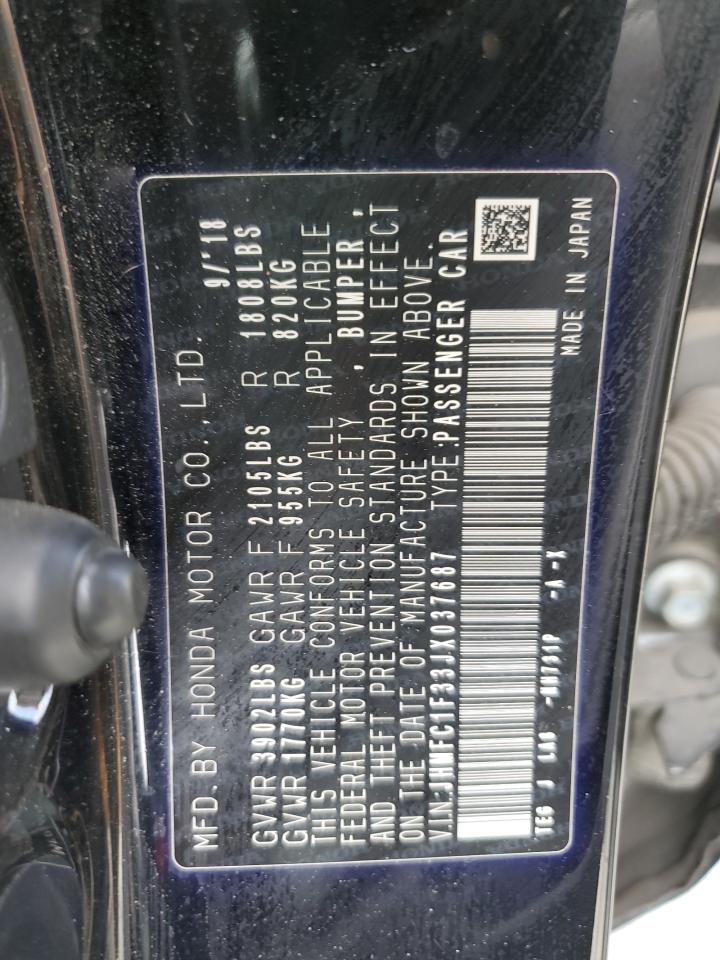 MFD. BY HONDA MOTOR CO., LTD. 9/'18
GVWR 3902LBS GAWR F 2105LBS R 1808LBS
GVWR 1770KG GAWR F 955KG R 820KG
THIS VEHICLE CONFORMS TO ALL APPLICABLE
FEDERAL MOTOR VEHICLE SAFETY , BUMPER,
AND THEFT PREVENTION STANDARDS IN EFFECT
ON THE DATE OF MANUFACTURE SHOWN ABOVE.
V.I.N.: JHMFC1F33JX037687 TYPE:PASSENGER CAR
TEG J LAG -A-X
MADE IN JAPAN